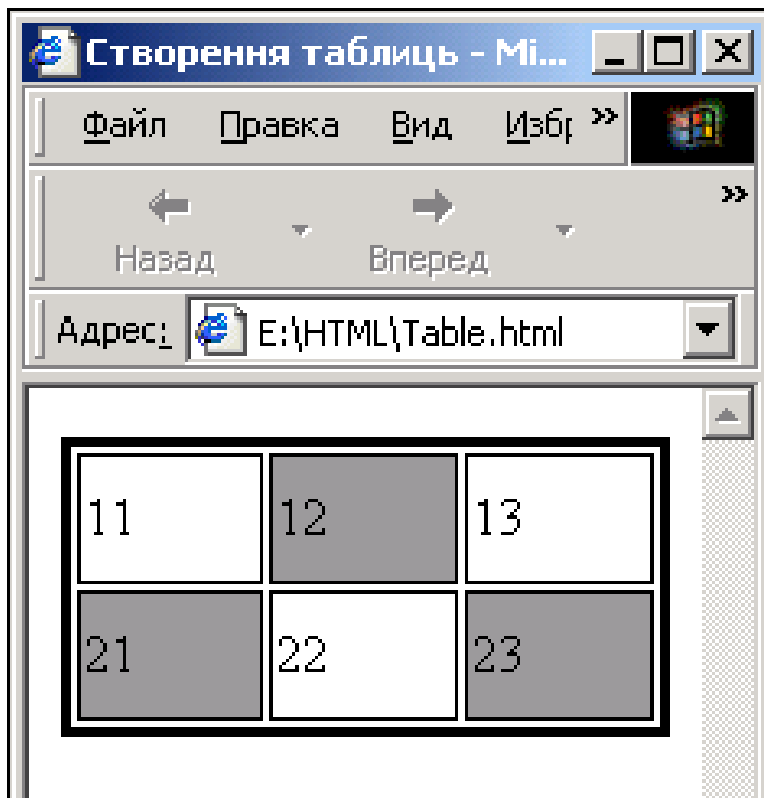 Створення таблиць - Mi...
Файл Правка Вид Избр »
Назад Вперед »
Адрес: E:\HTML\Table.html
11 12 13
21 22 23